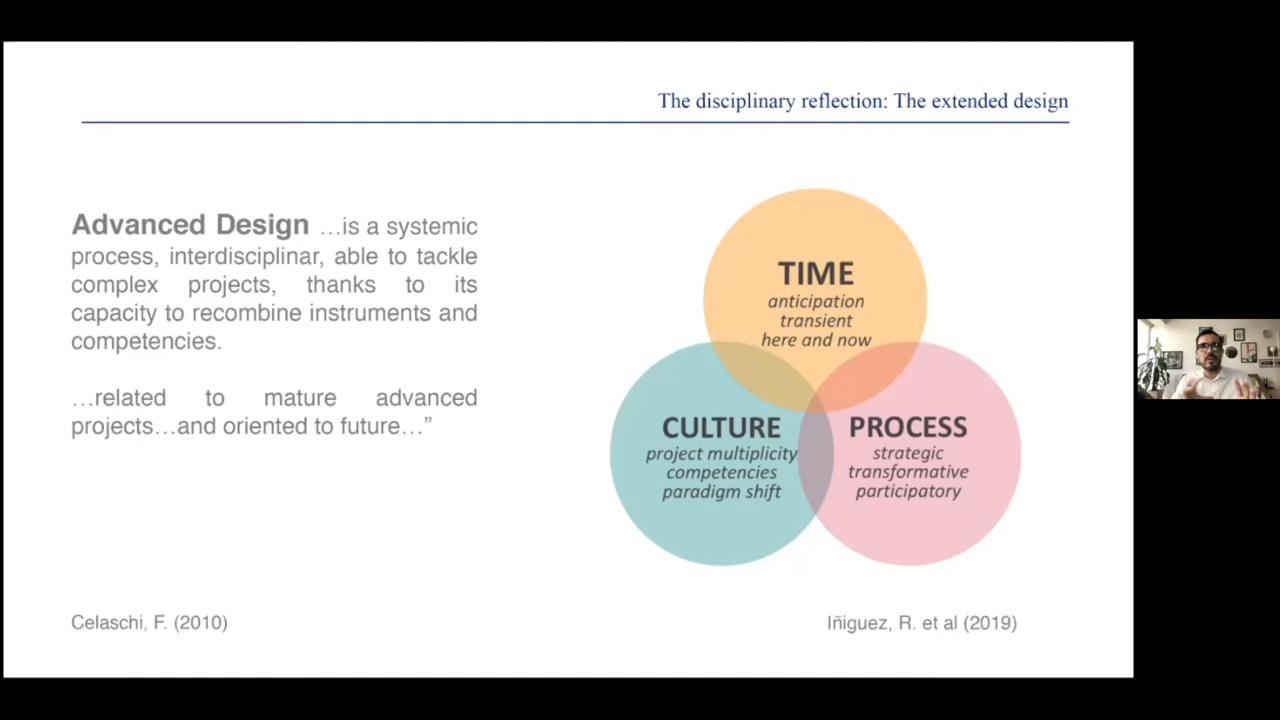 The disciplinary reflection: The extended design
Advanced Design …is a systemic
process, interdisciplinar, able to tackle
complex projects, thanks to its
capacity to recombine instruments and
competencies.
…related to mature advanced
projects…and oriented to future…”
TIME
anticipation
transient
here and now
CULTURE
project multiplicity
competencies
paradigm shift
PROCESS
strategic
transformative
participatory
Celaschi, F. (2010)
Iñiguez, R. et al (2019)